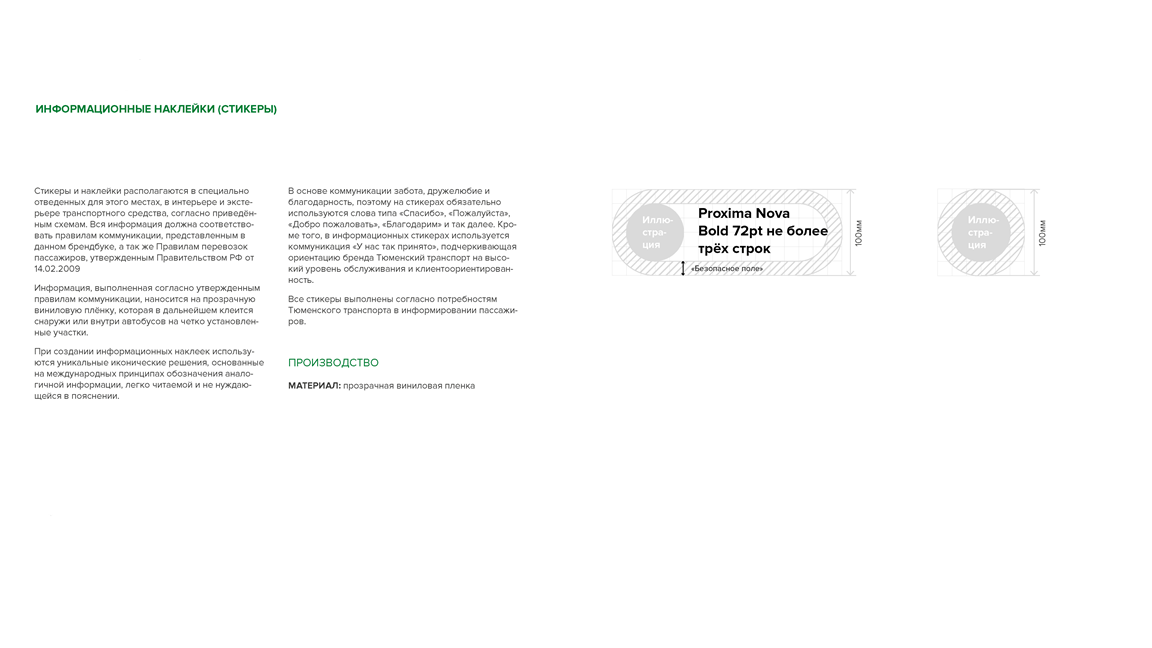 ИНФОРМАЦИОННЫЕ НАКЛЕЙКИ (СТИКЕРЫ)
Стикеры и наклейки располагаются в специально
отведенных для этого местах, в интерьере и эксте-
рьере транспортного средства, согласно приведён-
ным схемам. Вся информация должна соответство-
вать правилам коммуникации, представленным в
данном брендбуке, а так же Правилам перевозок
пассажиров, утвержденным Правительством РФ от
14.02.2009
Информация, выполненная согласно утвержденным
правилам коммуникации, наносится на прозрачную
виниловую плёнку, которая в дальнейшем клеится
снаружи или внутри автобусов на четко установлен-
ные участки.
При создании информационных наклеек использу-
ются уникальные иконические решения, основанные
на международных принципах обозначения анало-
гичной информации, легко читаемой и не нуждаю-
щейся в пояснении.
В основе коммуникации забота, дружелюбие и
благодарность, поэтому на стикерах обязательно
используются слова типа «Спасибо», «Пожалуйста»,
«Добро пожаловать», «Благодарим» и так далее. Кро-
ме того, в информационных стикерах используется
коммуникация «У нас так принято», подчеркивающая
ориентацию бренда Тюменский транспорт на высо-
кий уровень обслуживания и клиентоориентирован-
ность.
Все стикеры выполнены согласно потребностям
Тюменского транспорта в информировании пассажи-
ров.
ПРОИЗВОДСТВО
МАТЕРИАЛ: прозрачная виниловая пленка
Иллю-
стра-
ция
Proxima Nova
Bold 72pt не более
трёх строк
«Безопасное поле»
100мм
Иллю-
стра-
ция
100мм